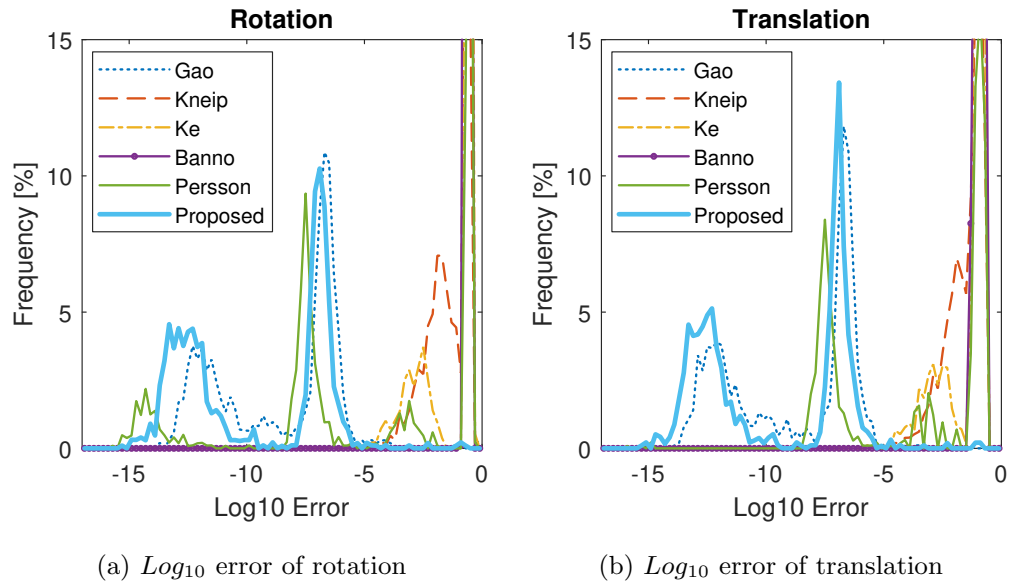 Rotation
15
10
5
0
Frequency [%]
Gao
Kneip
Ke
Banno
Persson
Proposed
-15
-10
-5
0
Log10 Error
(a) Log10 error of rotation
Translation
15
10
5
0
Frequency [%]
Gao
Kneip
Ke
Banno
Persson
Proposed
-15
-10
-5
0
Log10 Error
(b) Log10 error of translation